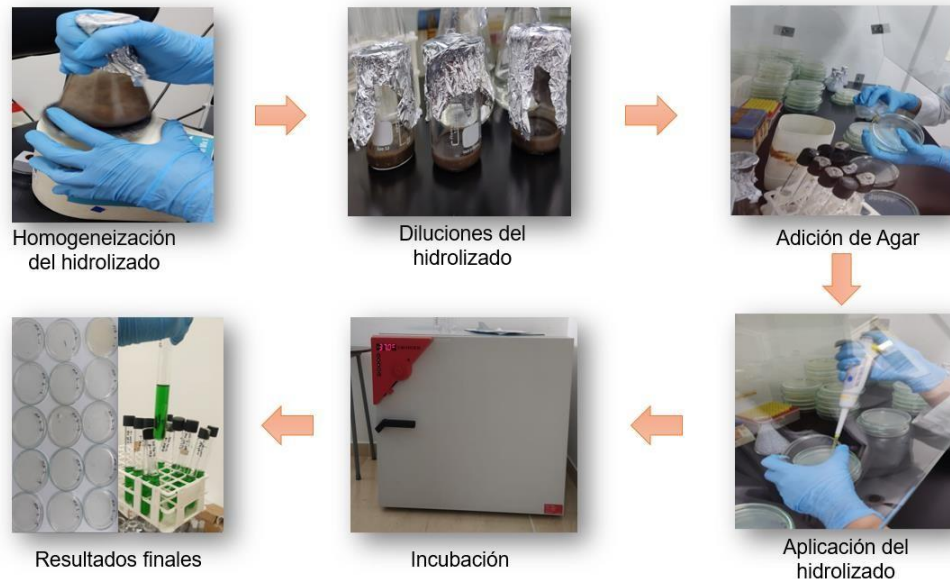 Homogeneización
del hidrolizado
Diluciones del
hidrolizado
Adición de Agar
Aplicación del
hidrolizado
Incubación
Resultados finales